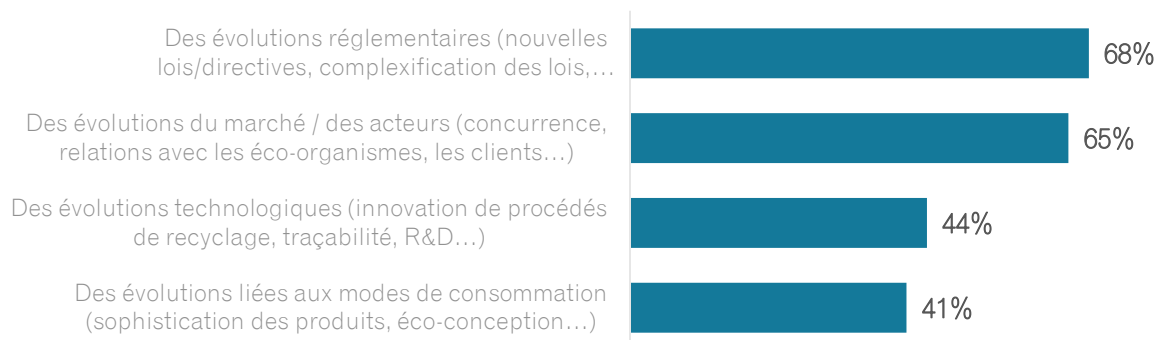 Des évolutions réglementaires (nouvelles
lois/directives, complexification des lois,…
68%
Des évolutions du marché / des acteurs (concurrence,
relations avec les éco-organismes, les clients…)
65%
Des évolutions technologiques (innovation de procédés
de recyclage, traçabilité, R&D…)
44%
Des évolutions liées aux modes de consommation
(sophistication des produits, éco-conception…)
41%